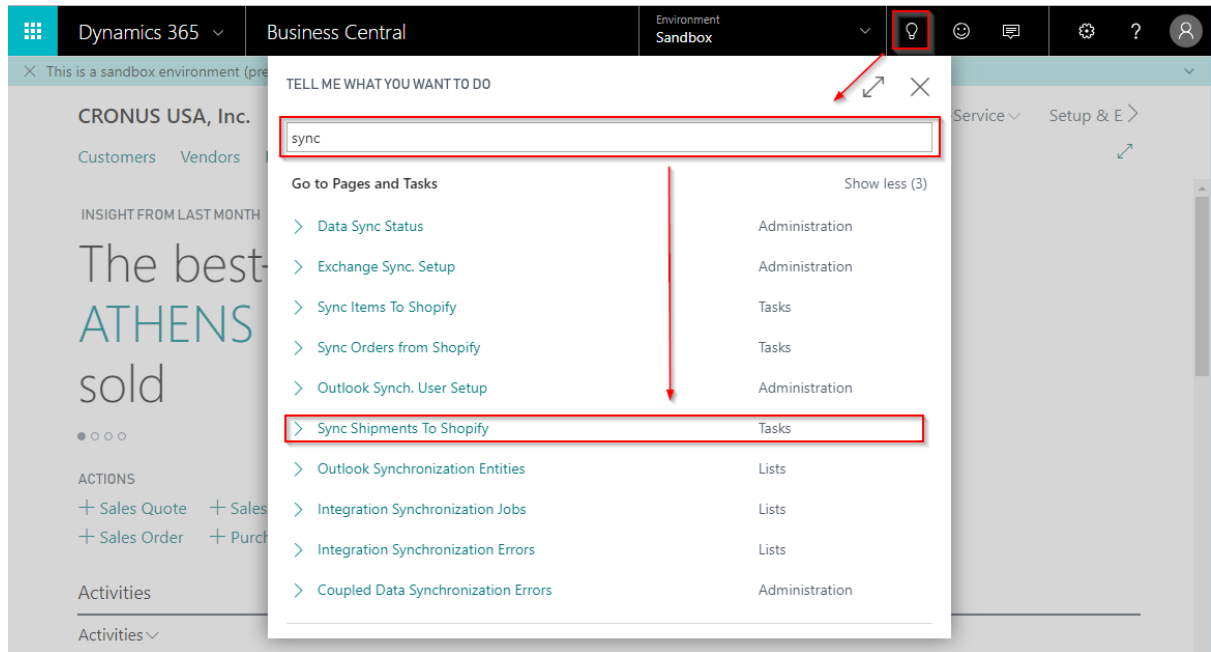 Dynamics 365
Business Central
Environment
Sandbox
?
This is a sandbox environment (pre
TELL ME WHAT YOU WANT TO DO
CRONUS USA, Inc.
Service
Setup & E
sync
Customers Vendors
Go to Pages and Tasks
Show less (3)
INSIGHT FROM LAST MONTH
The best-
ATHENS
sold
Data Sync Status Administration
Exchange Sync. Setup Administration
Sync Items To Shopify Tasks
Sync Orders from Shopify Tasks
Outlook Synch. User Setup Administration
Sync Shipments To Shopify Tasks
Outlook Synchronization Entities Lists
Integration Synchronization Jobs Lists
Integration Synchronization Errors Lists
Coupled Data Synchronization Errors Administration
ACTIONS
+ Sales Quote + Sales
+ Sales Order + Purch
Activities
Activities